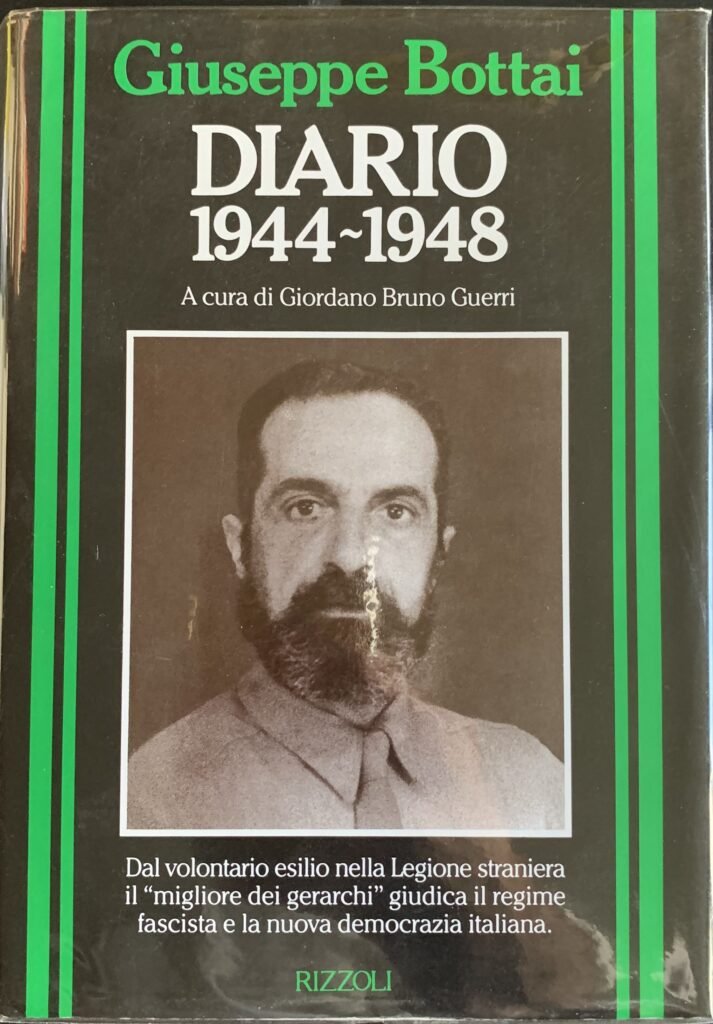 Giuseppe Bottai
DIARIO
1944~1948
A cura di Giordano Bruno Guerri
Dal volontario esilio nella Legione straniera
il “migliore dei gerarchi” giudica il regime
fascista e la nuova democrazia italiana.
RIZZOLI